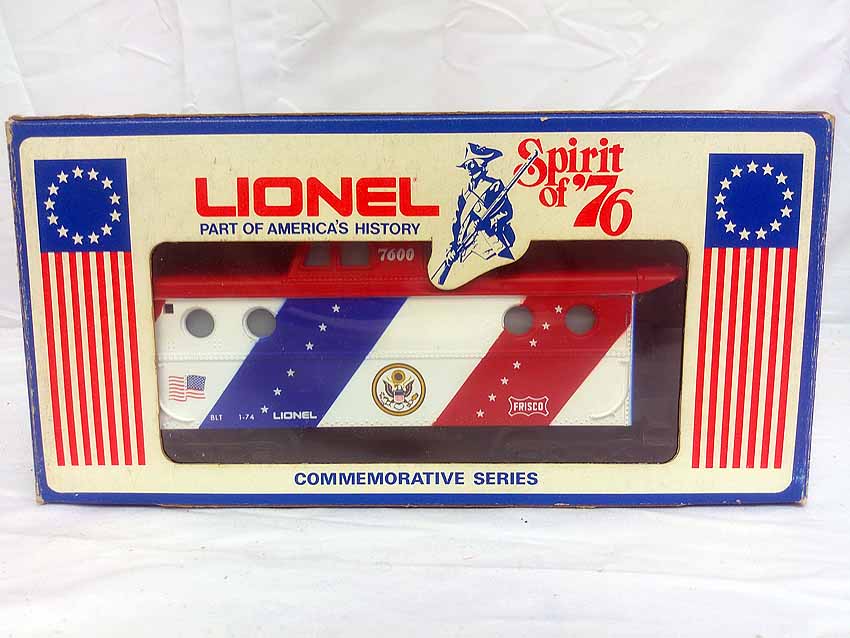 LIONEL
PART OF AMERICA'S HISTORY
Spirit
of '76
7600
BLT 1-74 LIONEL
FRISCO
COMMEMORATIVE SERIES